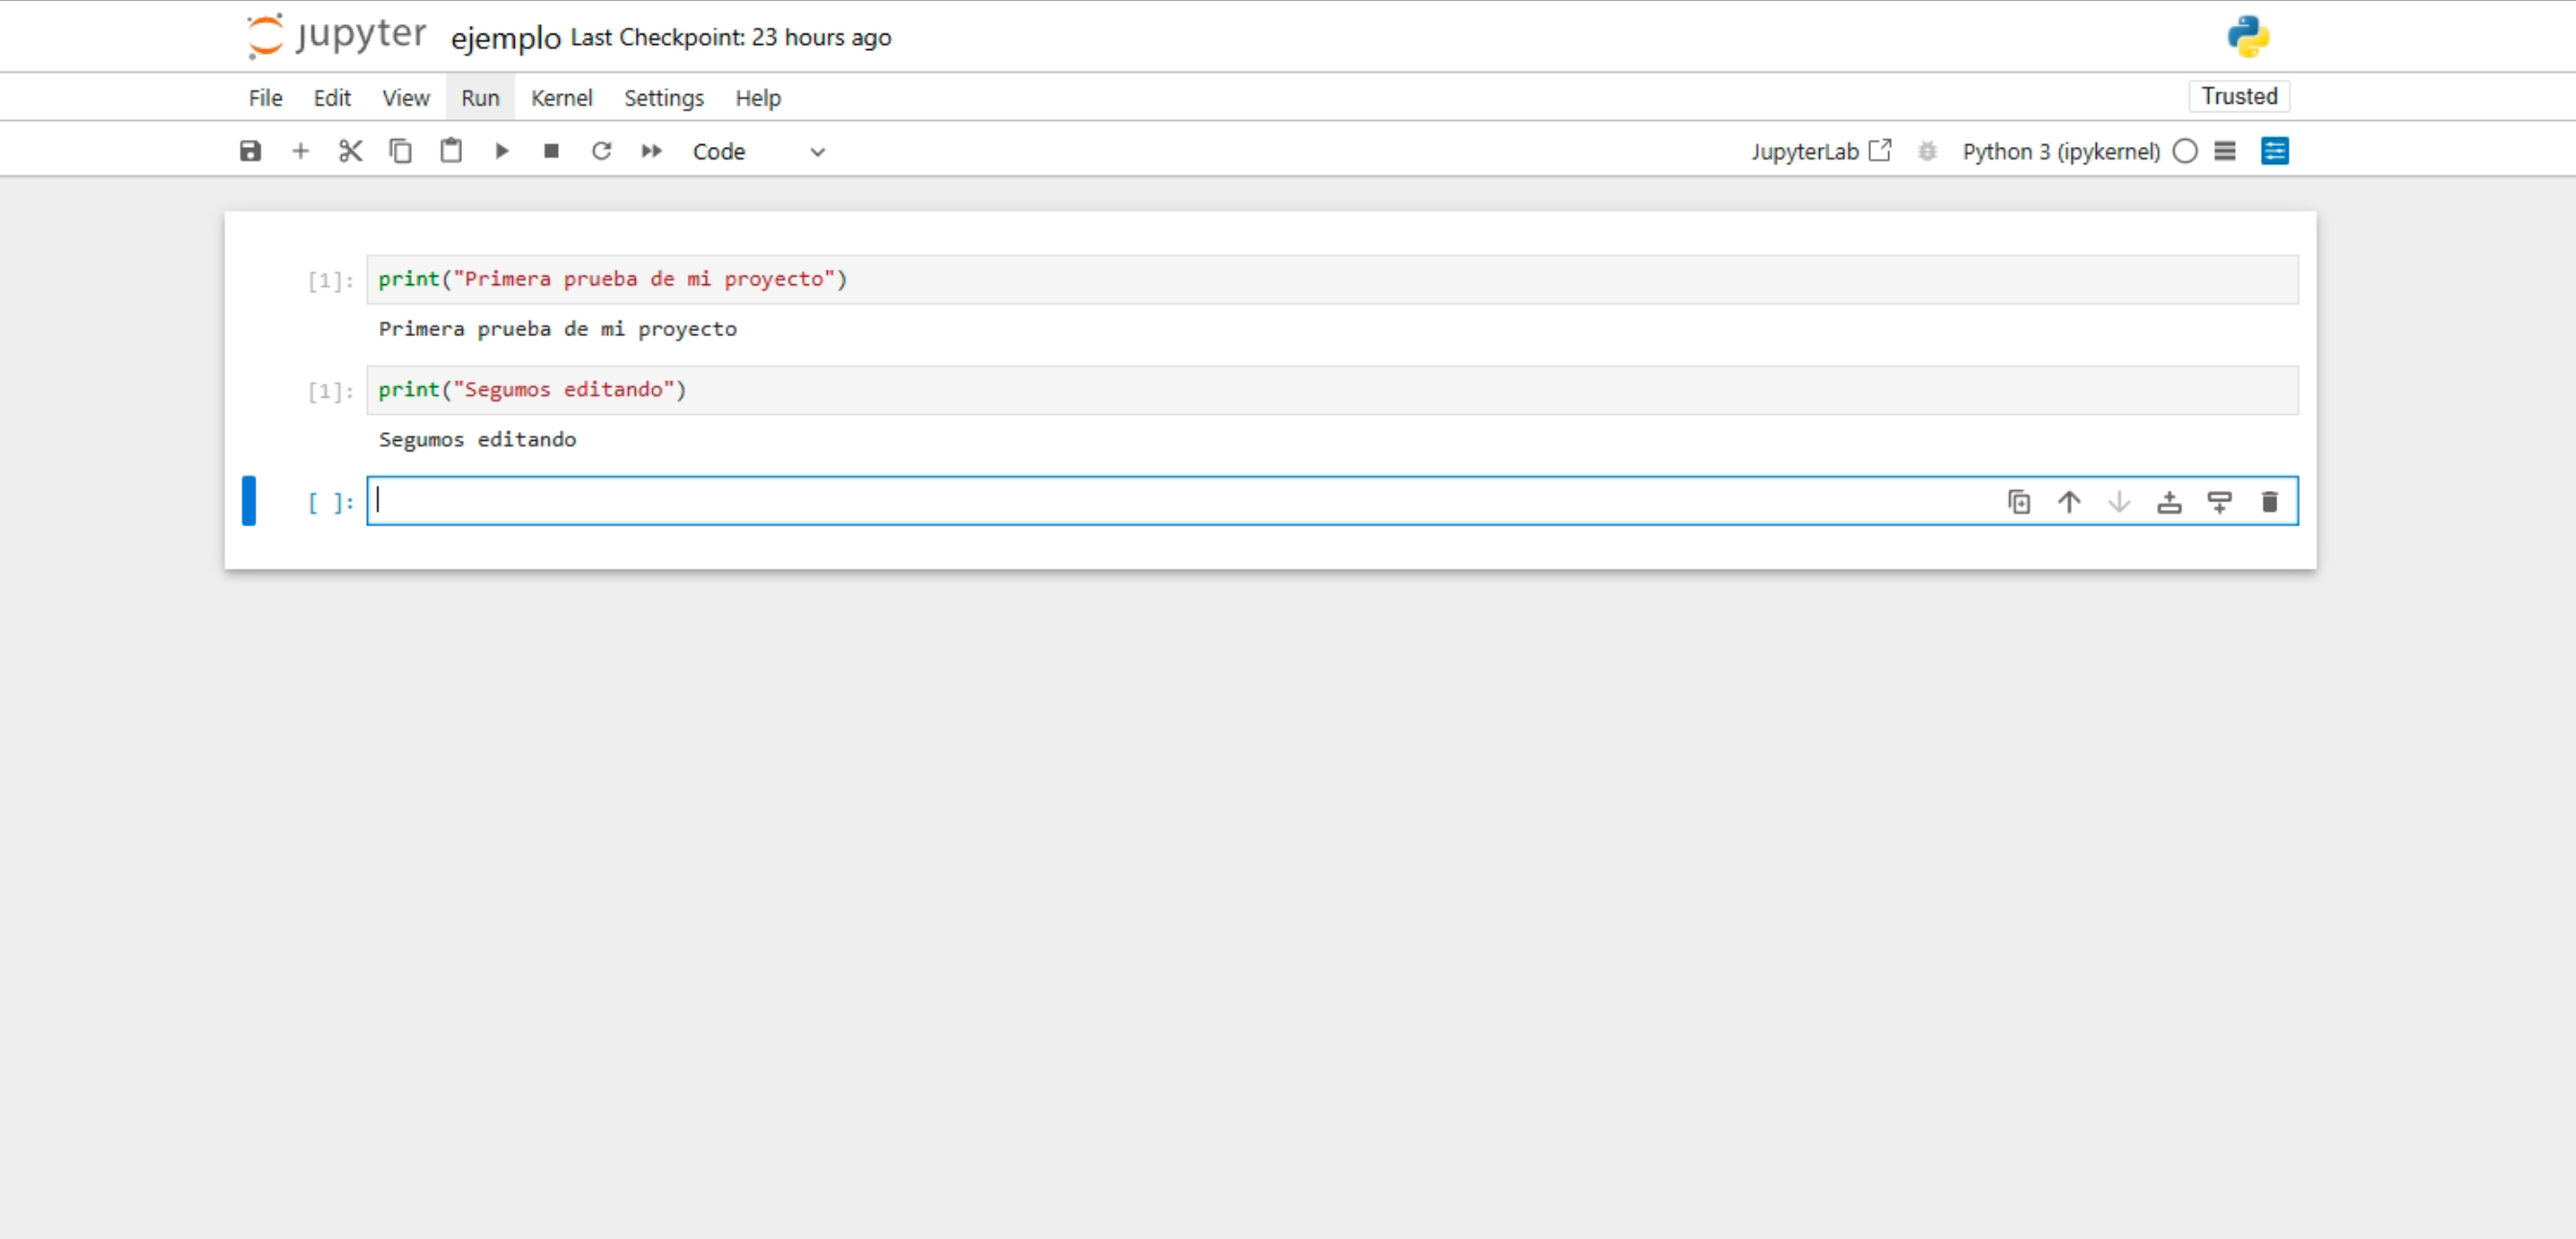 jupyter ejemplo Last Checkpoint: 23 hours ago
File Edit View Run Kernel Settings Help Trusted
Code JupyterLab Python 3 (ipykernel)
[1]: print("Primera prueba de mi proyecto")
Primera prueba de mi proyecto
[1]: print("Segumos editando")
Segumos editando
[ ]: